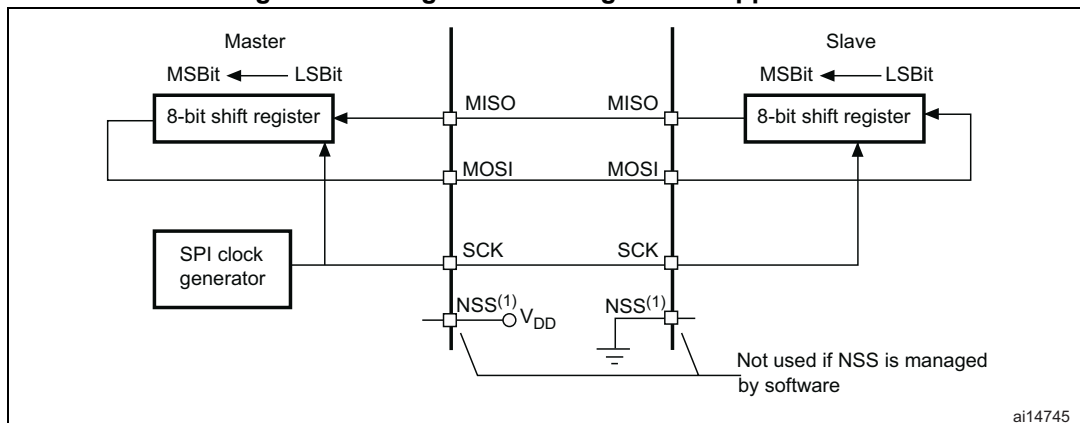 Master
Slave
MSBit LSBit
MSBit LSBit
8-bit shift register
MISO
MISO
8-bit shift register
MOSI
MOSI
SPI clock
generator
SCK
SCK
NSS(1)
VDD
NSS(1)
Not used if NSS is managed
by software
ai14745